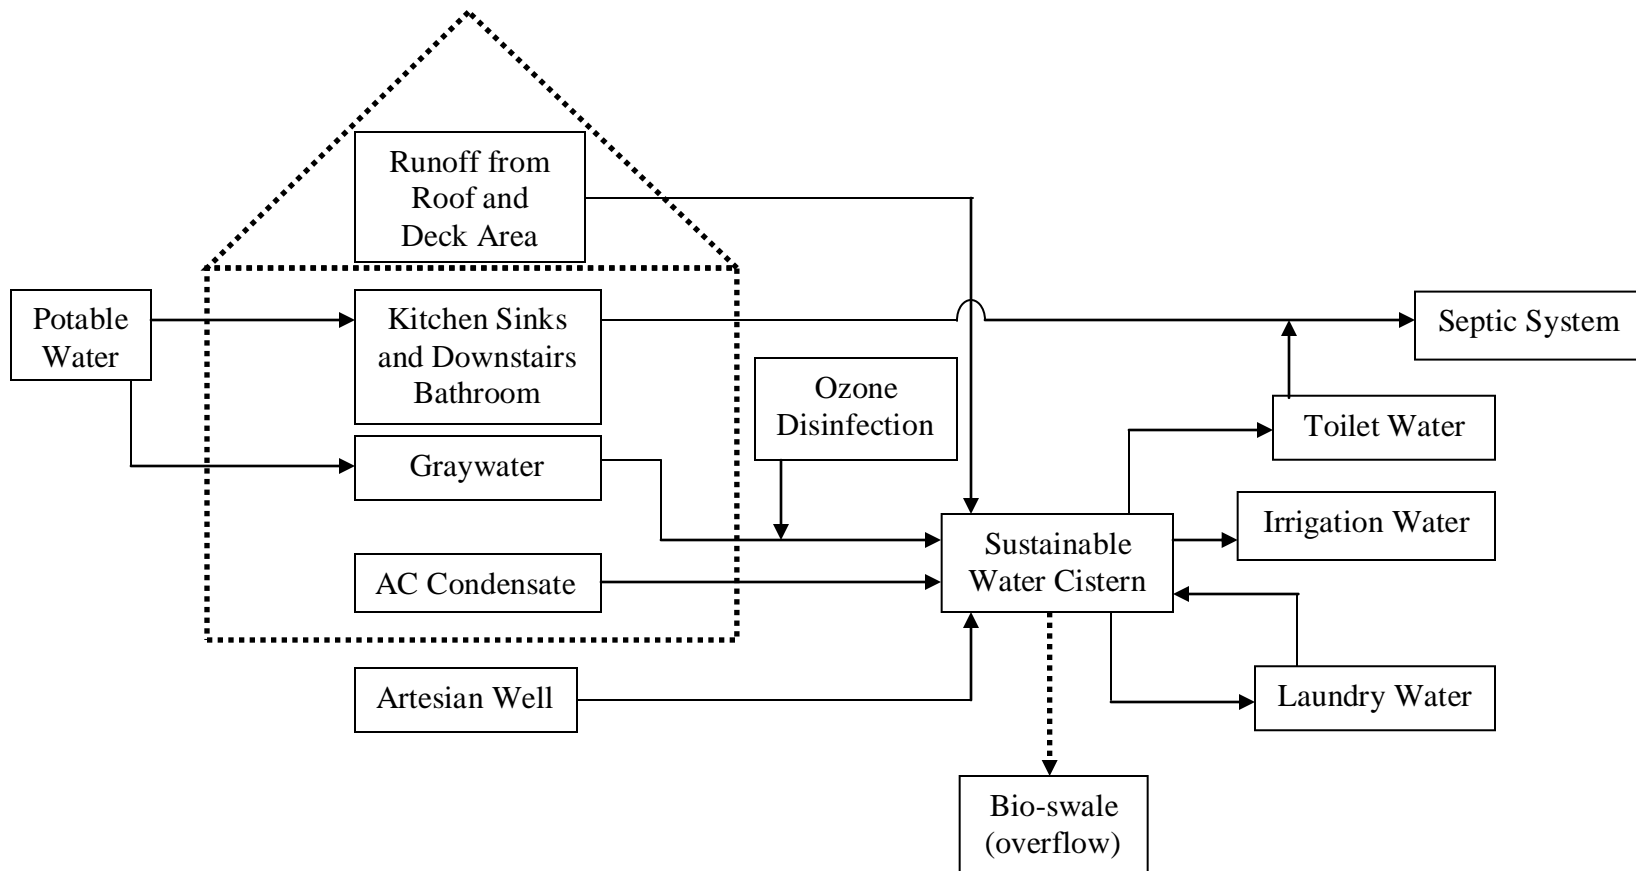 Runoff from
Roof and
Deck Area
Potable
Water
Kitchen Sinks
and Downstairs
Bathroom
Septic System
Ozone
Disinfection
Toilet Water
Graywater
Irrigation Water
Sustainable
Water Cistern
AC Condensate
Artesian Well
Laundry Water
Bio-swale
(overflow)